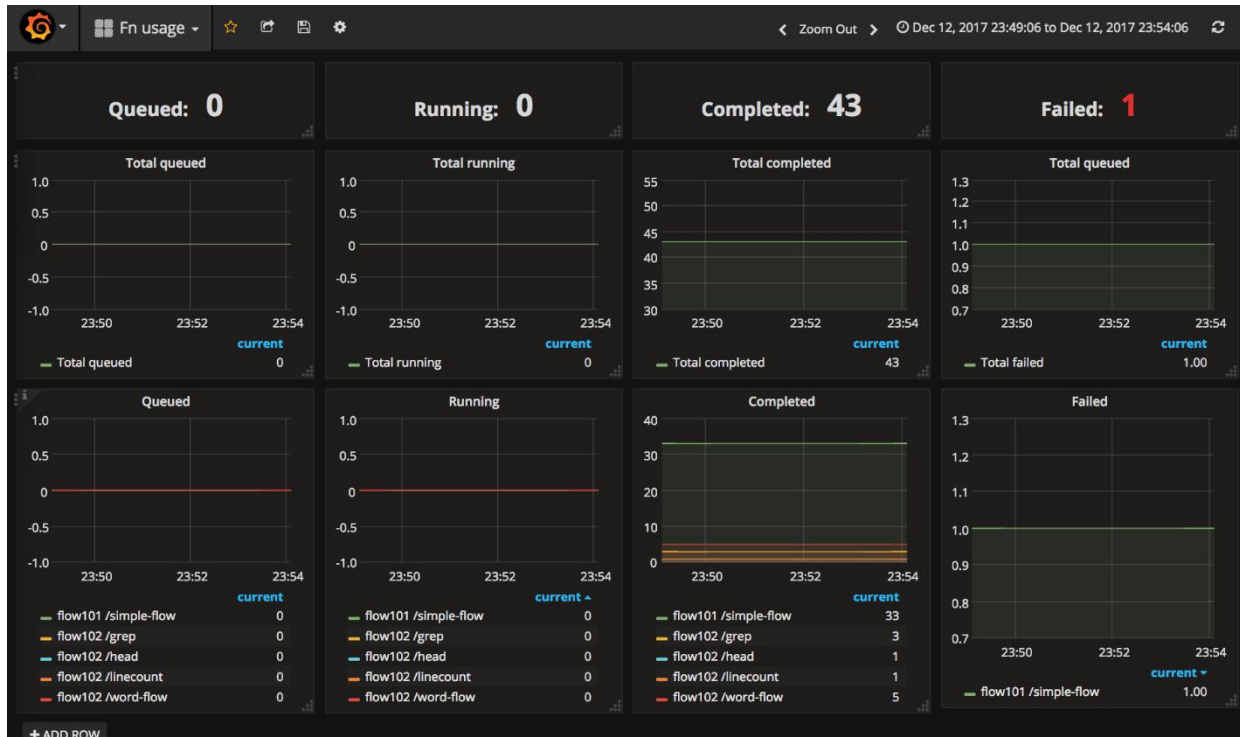 Fn usage
Zoom Out
Dec 12, 2017 23:49:06 to Dec 12, 2017 23:54:06
Queued: 0
Running: 0
Completed: 43
Failed: 1
Total queued
1.0
0.5
0
-0.5
-1.0
23:50 23:52 23:54
current
Total queued 0
Total running
1.0
0.5
0
-0.5
-1.0
23:50 23:52 23:54
current
Total running 0
Total completed
55
50
45
40
35
30
23:50 23:52 23:54
current
Total completed 43
Total queued
1.3
1.2
1.1
1.0
0.9
0.8
0.7
23:50 23:52 23:54
current
Total failed 1.00
Queued
1.0
0.5
0
-0.5
-1.0
23:50 23:52 23:54
current
flow101 /simple-flow 0
flow102 /grep 0
flow102 /head 0
flow102 /linecount 0
flow102 /word-flow 0
Running
1.0
0.5
0
-0.5
-1.0
23:50 23:52 23:54
current
flow101 /simple-flow 0
flow102 /grep 0
flow102 /head 0
flow102 /linecount 0
flow102 /word-flow 0
Completed
40
30
20
10
0
23:50 23:52 23:54
current
flow101 /simple-flow 33
flow102 /grep 3
flow102 /head 1
flow102 /linecount 1
flow102 /word-flow 5
Failed
1.3
1.2
1.1
1.0
0.9
0.8
0.7
23:50 23:52 23:54
current
flow101 /simple-flow 1.00
+ ADD ROW